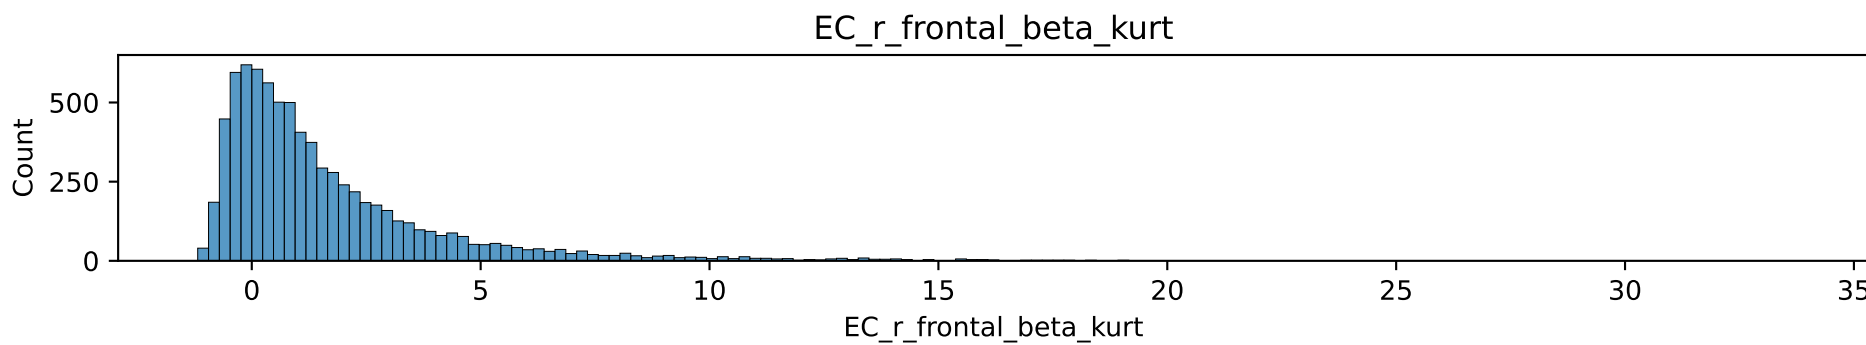 EC_r_frontal_beta_kurt
Count
500
250
0
0 5 10 15 20 25 30 35
EC_r_frontal_beta_kurt